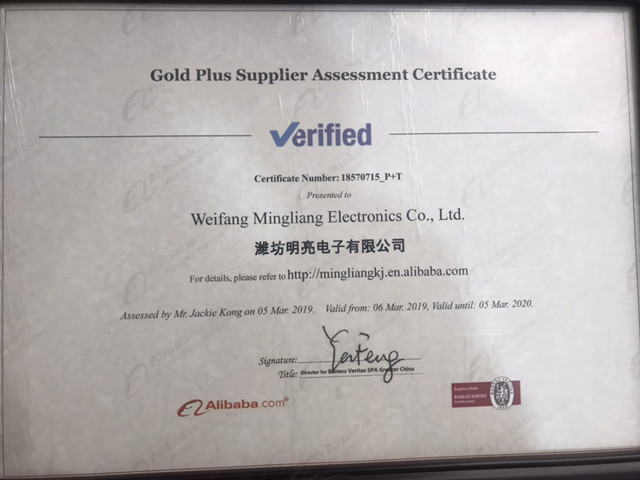 Gold Plus Supplier Assessment Certificate
Verified
Certificate Number: 18570715_P+T
Presented to
Weifang Mingliang Electronics Co., Ltd.
潍坊明亮电子有限公司
For details, please refer to http://mingliangkj.en.alibaba.com
Assessed by Mr. Jackie Kong on 05 Mar. 2019. Valid from: 06 Mar. 2019, Valid until: 05 Mar. 2020.
Signature:
Title: Director for Bureau Veritas SPA Greater China
Alibaba.com®
BUREAU VERITAS